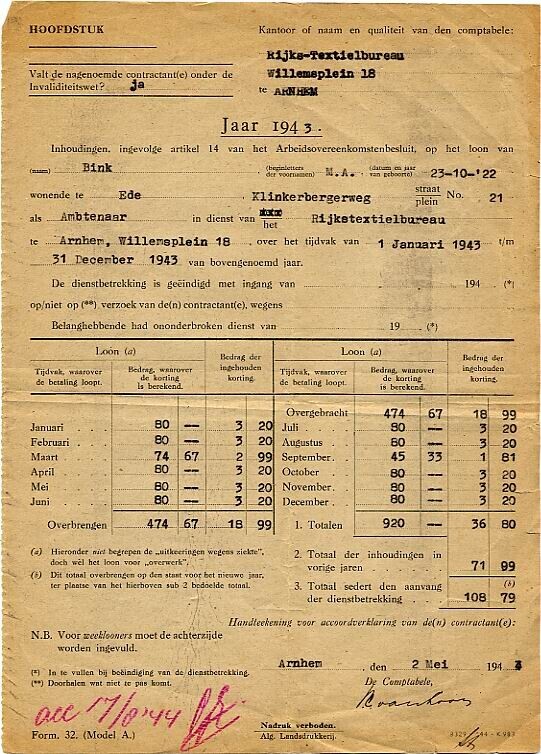 HOOFDSTUK
Kantoor of naam en qualiteit van den comptabele:
Rijks-Textielbureau
Willemsplein 18
te ARNHEM
Valt de nagenoemde contractant(e) onder de
Invaliditeitswet? ja
Jaar 1943.
Inhoudingen, ingevolge artikel 14 van het Arbeidsovereenkomstenbesluit, op het loon van
(naam) Bink (beginletters der voornamen) M.A. (datum en jaar van geboorte) 23-10-'22
wonende te Ede Klinkerbergerweg straat plein No. 21
als Ambtenaar in dienst van het Rijkstextielbureau
te Arnhem, Willemsplein 18 over het tijdvak van 1 Januari 1943 t/m
31 December 1943 van bovengenoemd jaar.
De dienstbetrekking is geëindigd met ingang van 194 (*)
op/niet op (**) verzoek van de(n) contractant(e), wegens
Belanghebbende had ononderbroken dienst van 19 (*)
Loon (a) Bedrag der ingehouden korting. Loon (a) Bedrag der ingehouden korting.
Tijdvak, waarover de betaling loopt. Bedrag, waarover de korting is berekend. Tijdvak, waarover de betaling loopt. Bedrag, waarover de korting is berekend.
Overgebracht 474 67 18 99
Januari 80 — 3 20 Juli 80 — 3 20
Februari 80 — 3 20 Augustus 80 — 3 20
Maart 74 67 2 99 September 45 33 1 81
April 80 — 3 20 October 80 — 3 20
Mei 80 — 3 20 November 80 — 3 20
Juni 80 — 3 20 December 80 — 3 20
Overbrengen 474 67 18 99 1. Totalen 920 — 36 80
(a) Hieronder niet begrepen de „uitkeeringen wegens ziekte",
doch wèl het loon voor „overwerk".
(b) Dit totaal overbrengen op den staat voor het nieuwe jaar,
ter plaatse van het hierboven sub 2 bedoelde totaal.
2. Totaal der inhoudingen in
vorige jaren 71 99
3. Totaal sedert den aanvang (b)
der dienstbetrekking 108 79
Handteekening voor accoordverklaring van de(n) contractant(e):
N.B. Voor weekloners moet de achterzijde
worden ingevuld.
Arnhem, den 2 Mei 194
(*) In te vullen bij beëindiging van de dienstbetrekking.
(**) Doorhalen wat niet te pas komt.
De Comptabele,
acc 17/8'44
Form. 32. (Model A.)
Nadruk verboden.
Alg. Landsdrukkerij.
44 - K 983